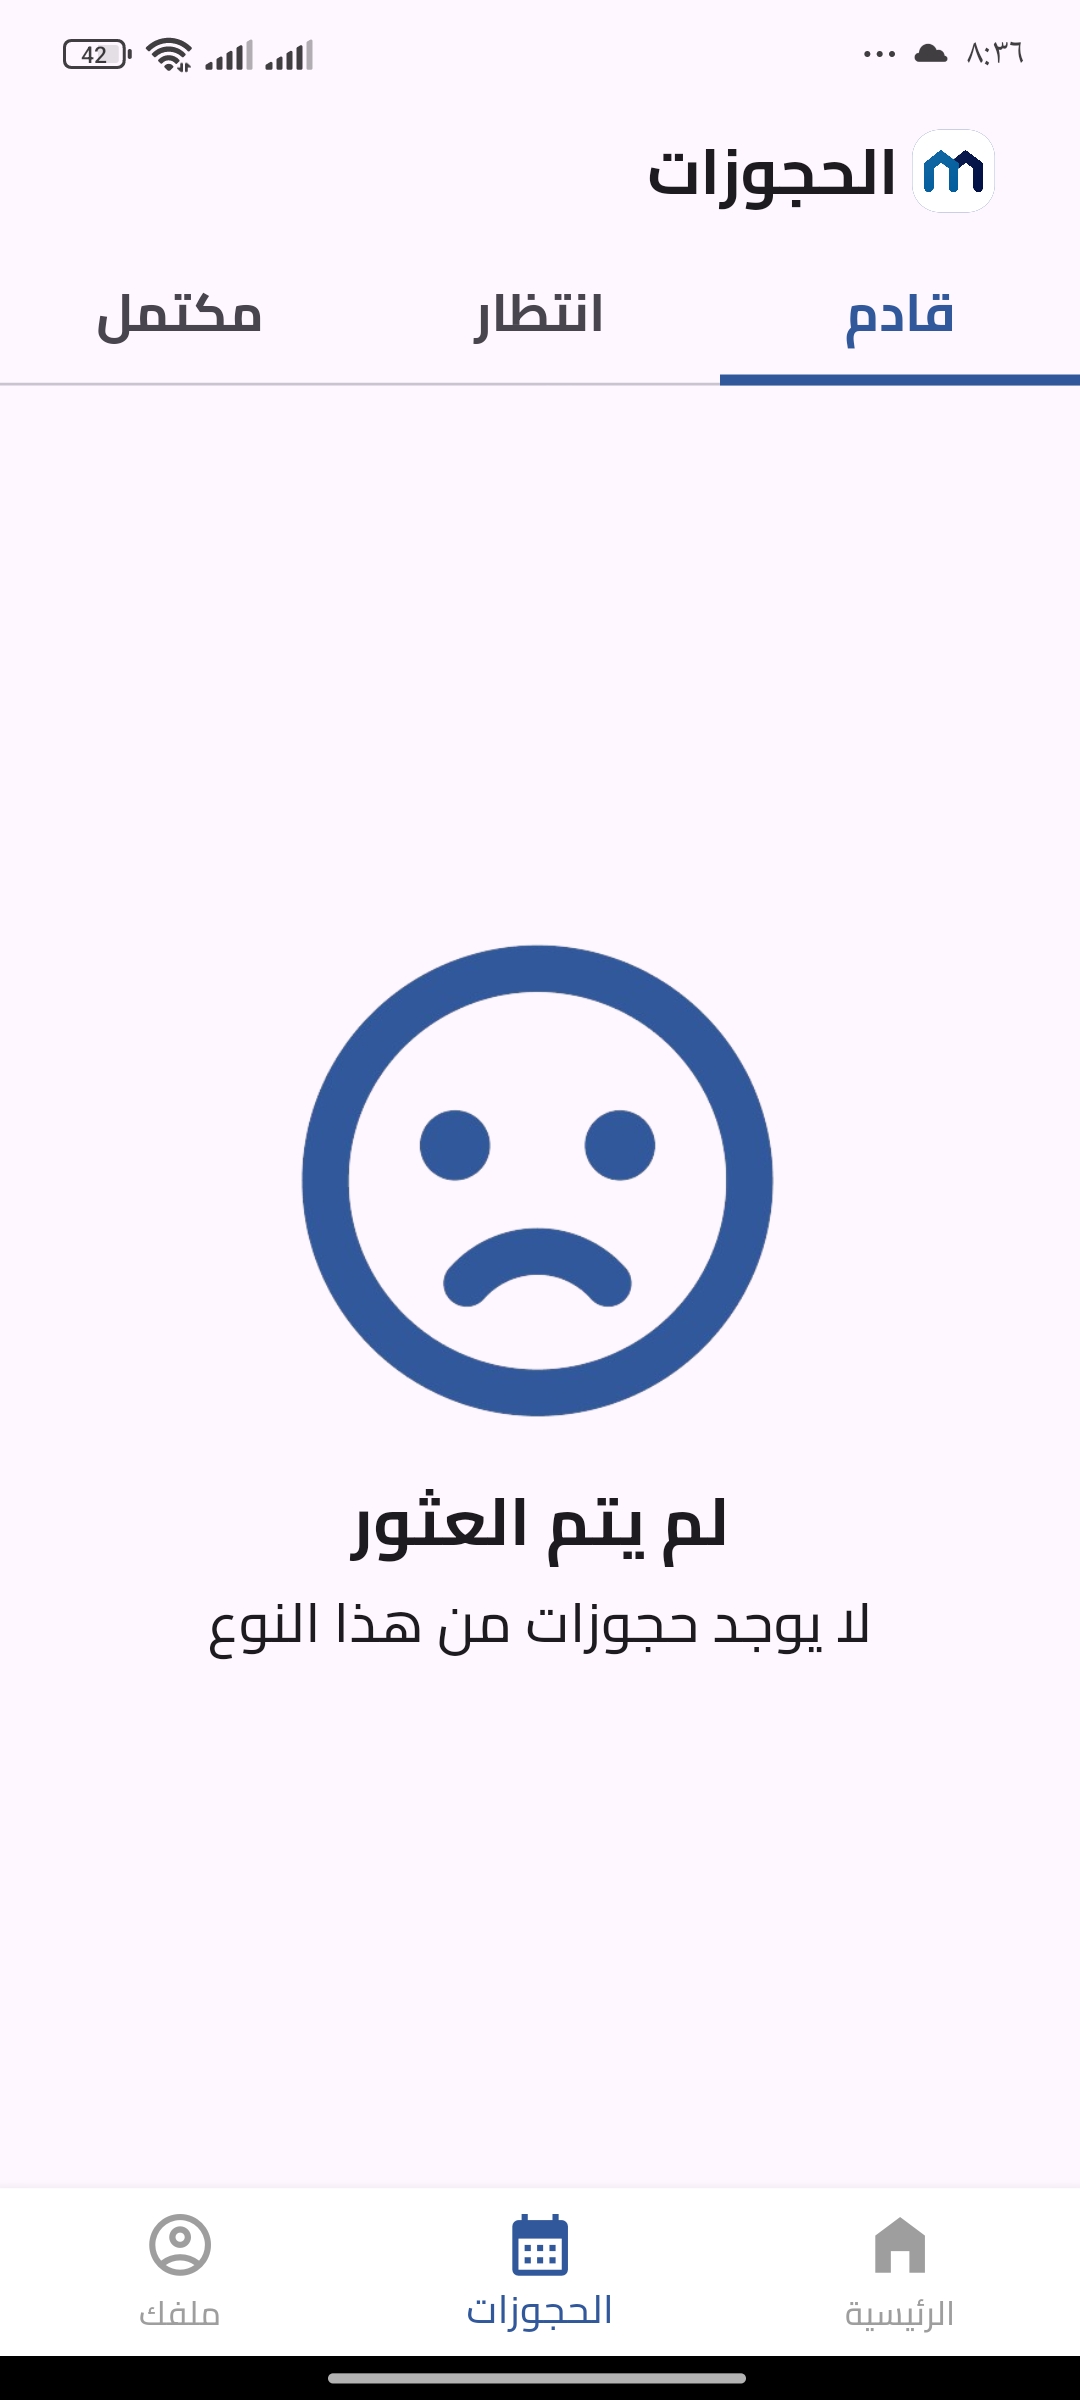 ٨:٣٦
42
الحجوزات
قادم انتظار مكتمل
لم يتم العثور
لا يوجد حجوزات من هذا النوع
الرئيسية الحجوزات ملفك